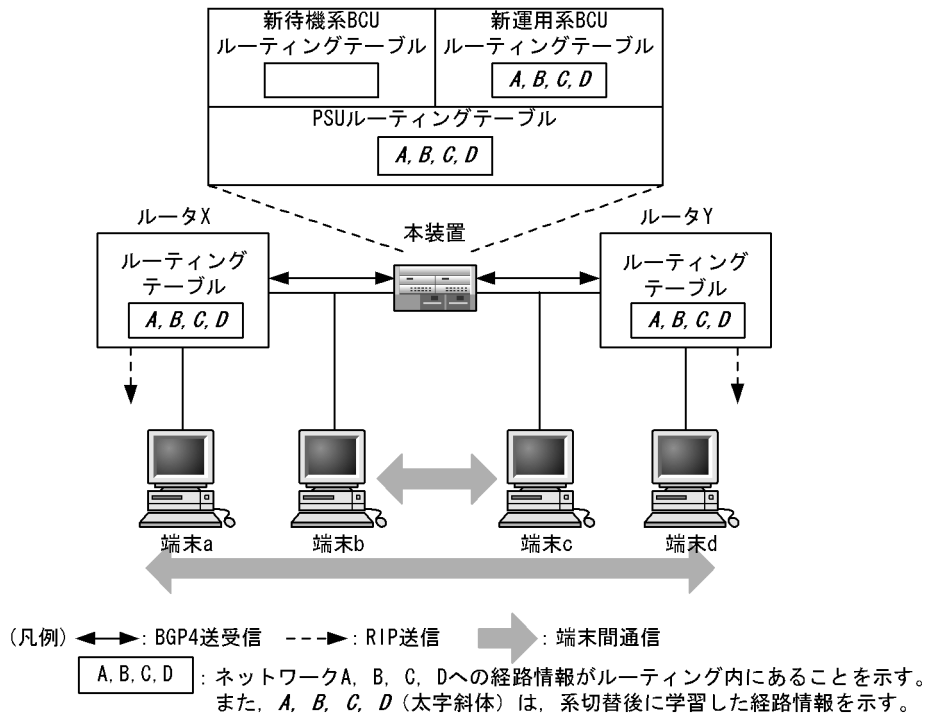 新待機系BCU
ルーティングテーブル
新運用系BCU
ルーティングテーブル
A, B, C, D
PSUルーティングテーブル
A, B, C, D
ルータX
本装置
ルータY
ルーティング
テーブル
A, B, C, D
ルーティング
テーブル
A, B, C, D
端末a
端末b
端末c
端末d
(凡例)
: BGP4送受信
: RIP送信
: 端末間通信
A, B, C, D
: ネットワークA, B, C, Dへの経路情報がルーティング内にあることを示す。
また, A, B, C, D (太字斜体) は, 系切替後に学習した経路情報を示す。